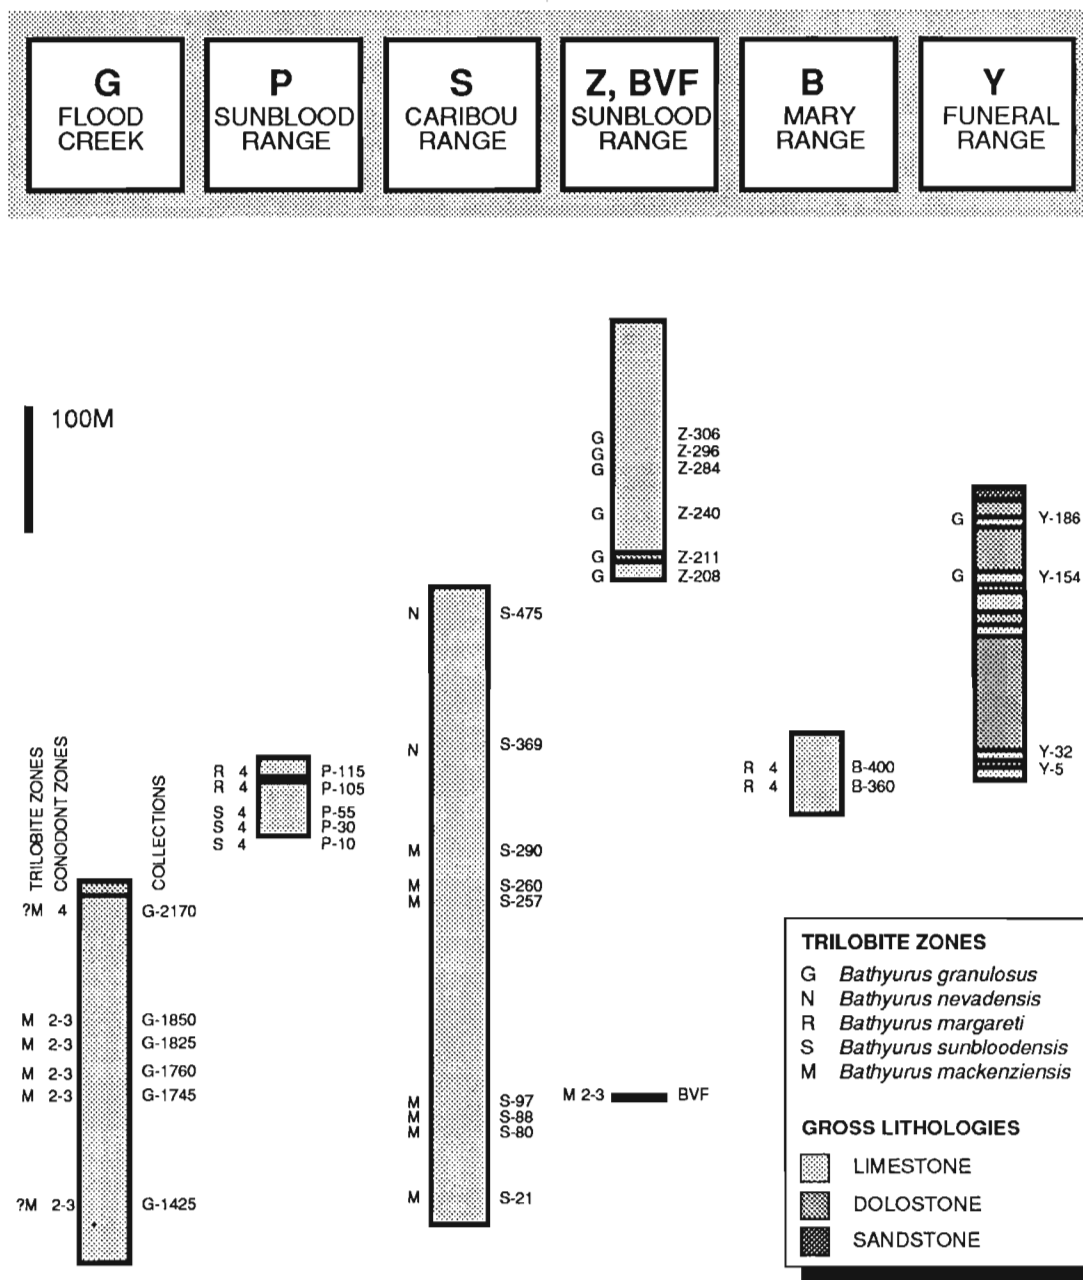 G
FLOOD
CREEK
P
SUNBLOOD
RANGE
S
CARIBOU
RANGE
Z, BVF
SUNBLOOD
RANGE
B
MARY
RANGE
Y
FUNERAL
RANGE
100M
TRILOBITE ZONES
CONODONT ZONES
COLLECTIONS
?M 4 G-2170
M 2-3 G-1850
M 2-3 G-1825
M 2-3 G-1760
M 2-3 G-1745
?M 2-3 G-1425
R 4 P-115
R 4 P-105
S 4 P-55
S 4 P-30
S 4 P-10
N S-475
N S-369
M S-290
M S-260
M S-257
M S-97
M S-88
M S-80
M S-21
G Z-306
G Z-296
G Z-284
G Z-240
G Z-211
G Z-208
M 2-3 BVF
R 4 B-400
R 4 B-360
G Y-186
G Y-154
Y-32
Y-5
TRILOBITE ZONES
G Bathyurus granulosus
N Bathyurus nevadensis
R Bathyurus margareti
S Bathyurus sunbloodensis
M Bathyurus mackenziensis
GROSS LITHOLOGIES
LIMESTONE
DOLOSTONE
SANDSTONE